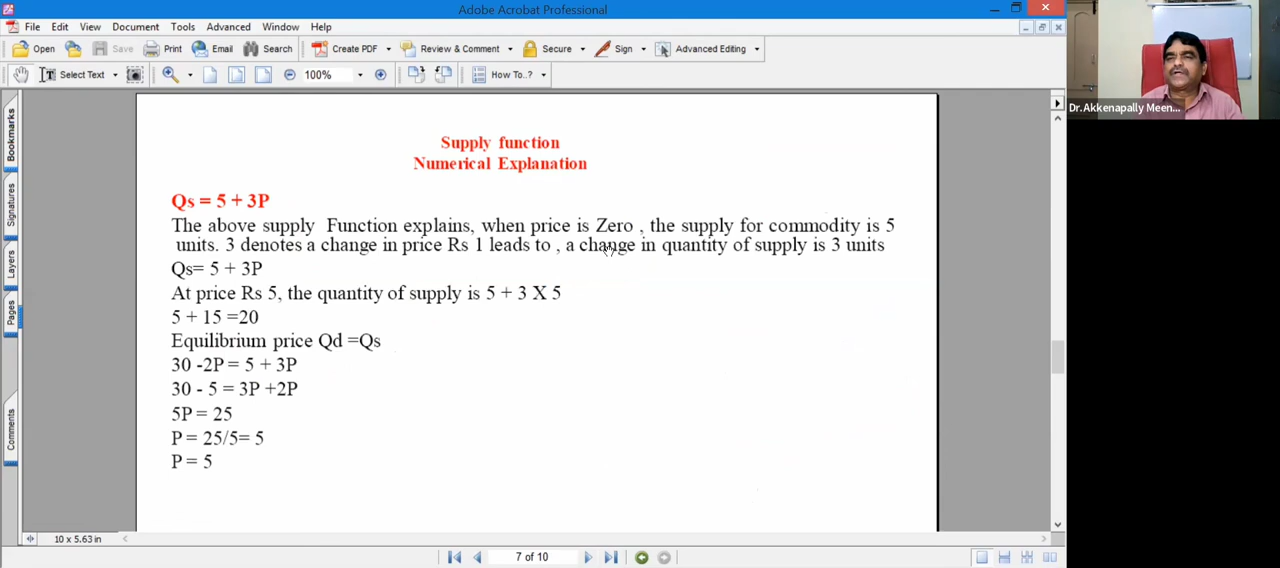 Adobe Acrobat Professional
File Edit View Document Tools Advanced Window Help
Open Save Print Email Search Create PDF Review & Comment Secure Sign Advanced Editing
Select Text 100% How To..?
Dr.Akkenapally Meen...
Bookmarks
Signatures
Layers
Pages
Comments
Supply function
Numerical Explanation
Qs = 5 + 3P
The above supply Function explains, when price is Zero , the supply for commodity is 5
units. 3 denotes a change in price Rs 1 leads to , a change in quantity of supply is 3 units
Qs= 5 + 3P
At price Rs 5, the quantity of supply is 5 + 3 X 5
5 + 15 =20
Equilibrium price Qd =Qs
30 -2P = 5 + 3P
30 - 5 = 3P +2P
5P = 25
P = 25/5= 5
P = 5
10 x 5.63 in
7 of 10